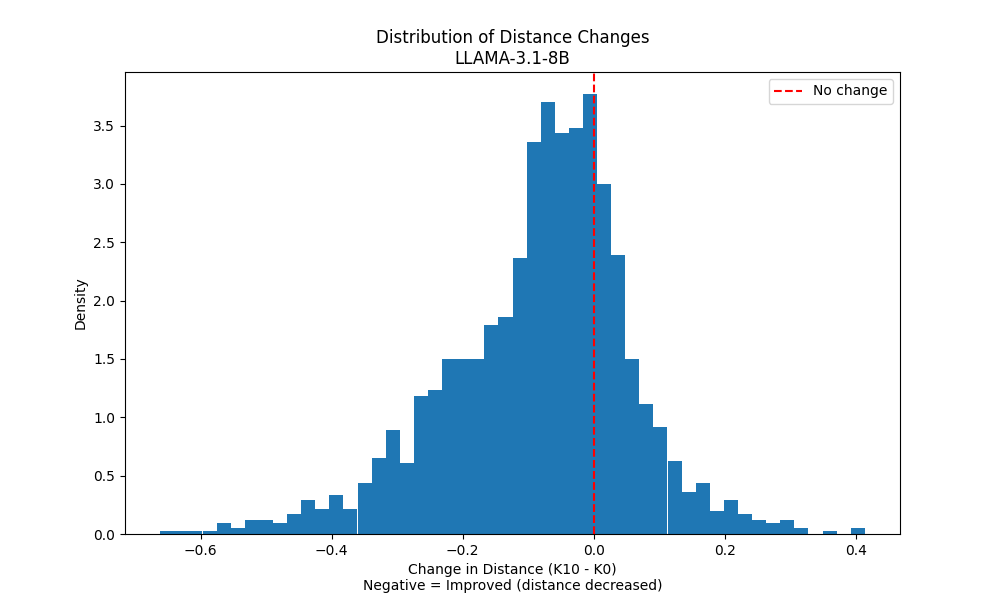 Distribution of Distance Changes
LLAMA-3.1-8B
No change
Density
3.5
3.0
2.5
2.0
1.5
1.0
0.5
0.0
−0.6
−0.4
−0.2
0.0
0.2
0.4
Change in Distance (K10 - K0)
Negative = Improved (distance decreased)